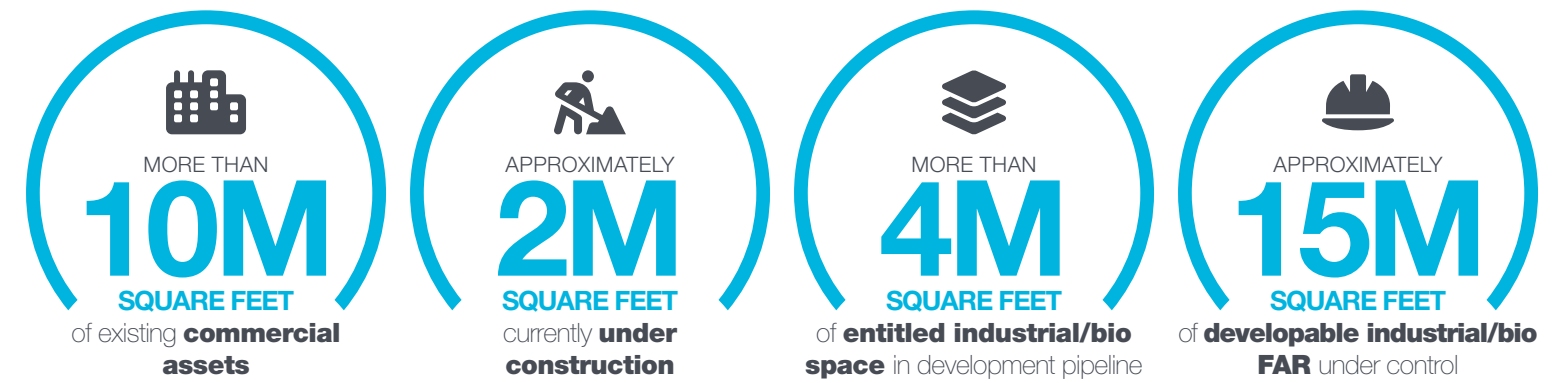 MORE THAN
10M
SQUARE FEET
of existing commercial
assets
APPROXIMATELY
2M
SQUARE FEET
currently under
construction
MORE THAN
4M
SQUARE FEET
of entitled industrial/bio
space in development pipeline
APPROXIMATELY
15M
SQUARE FEET
of developable industrial/bio
FAR under control